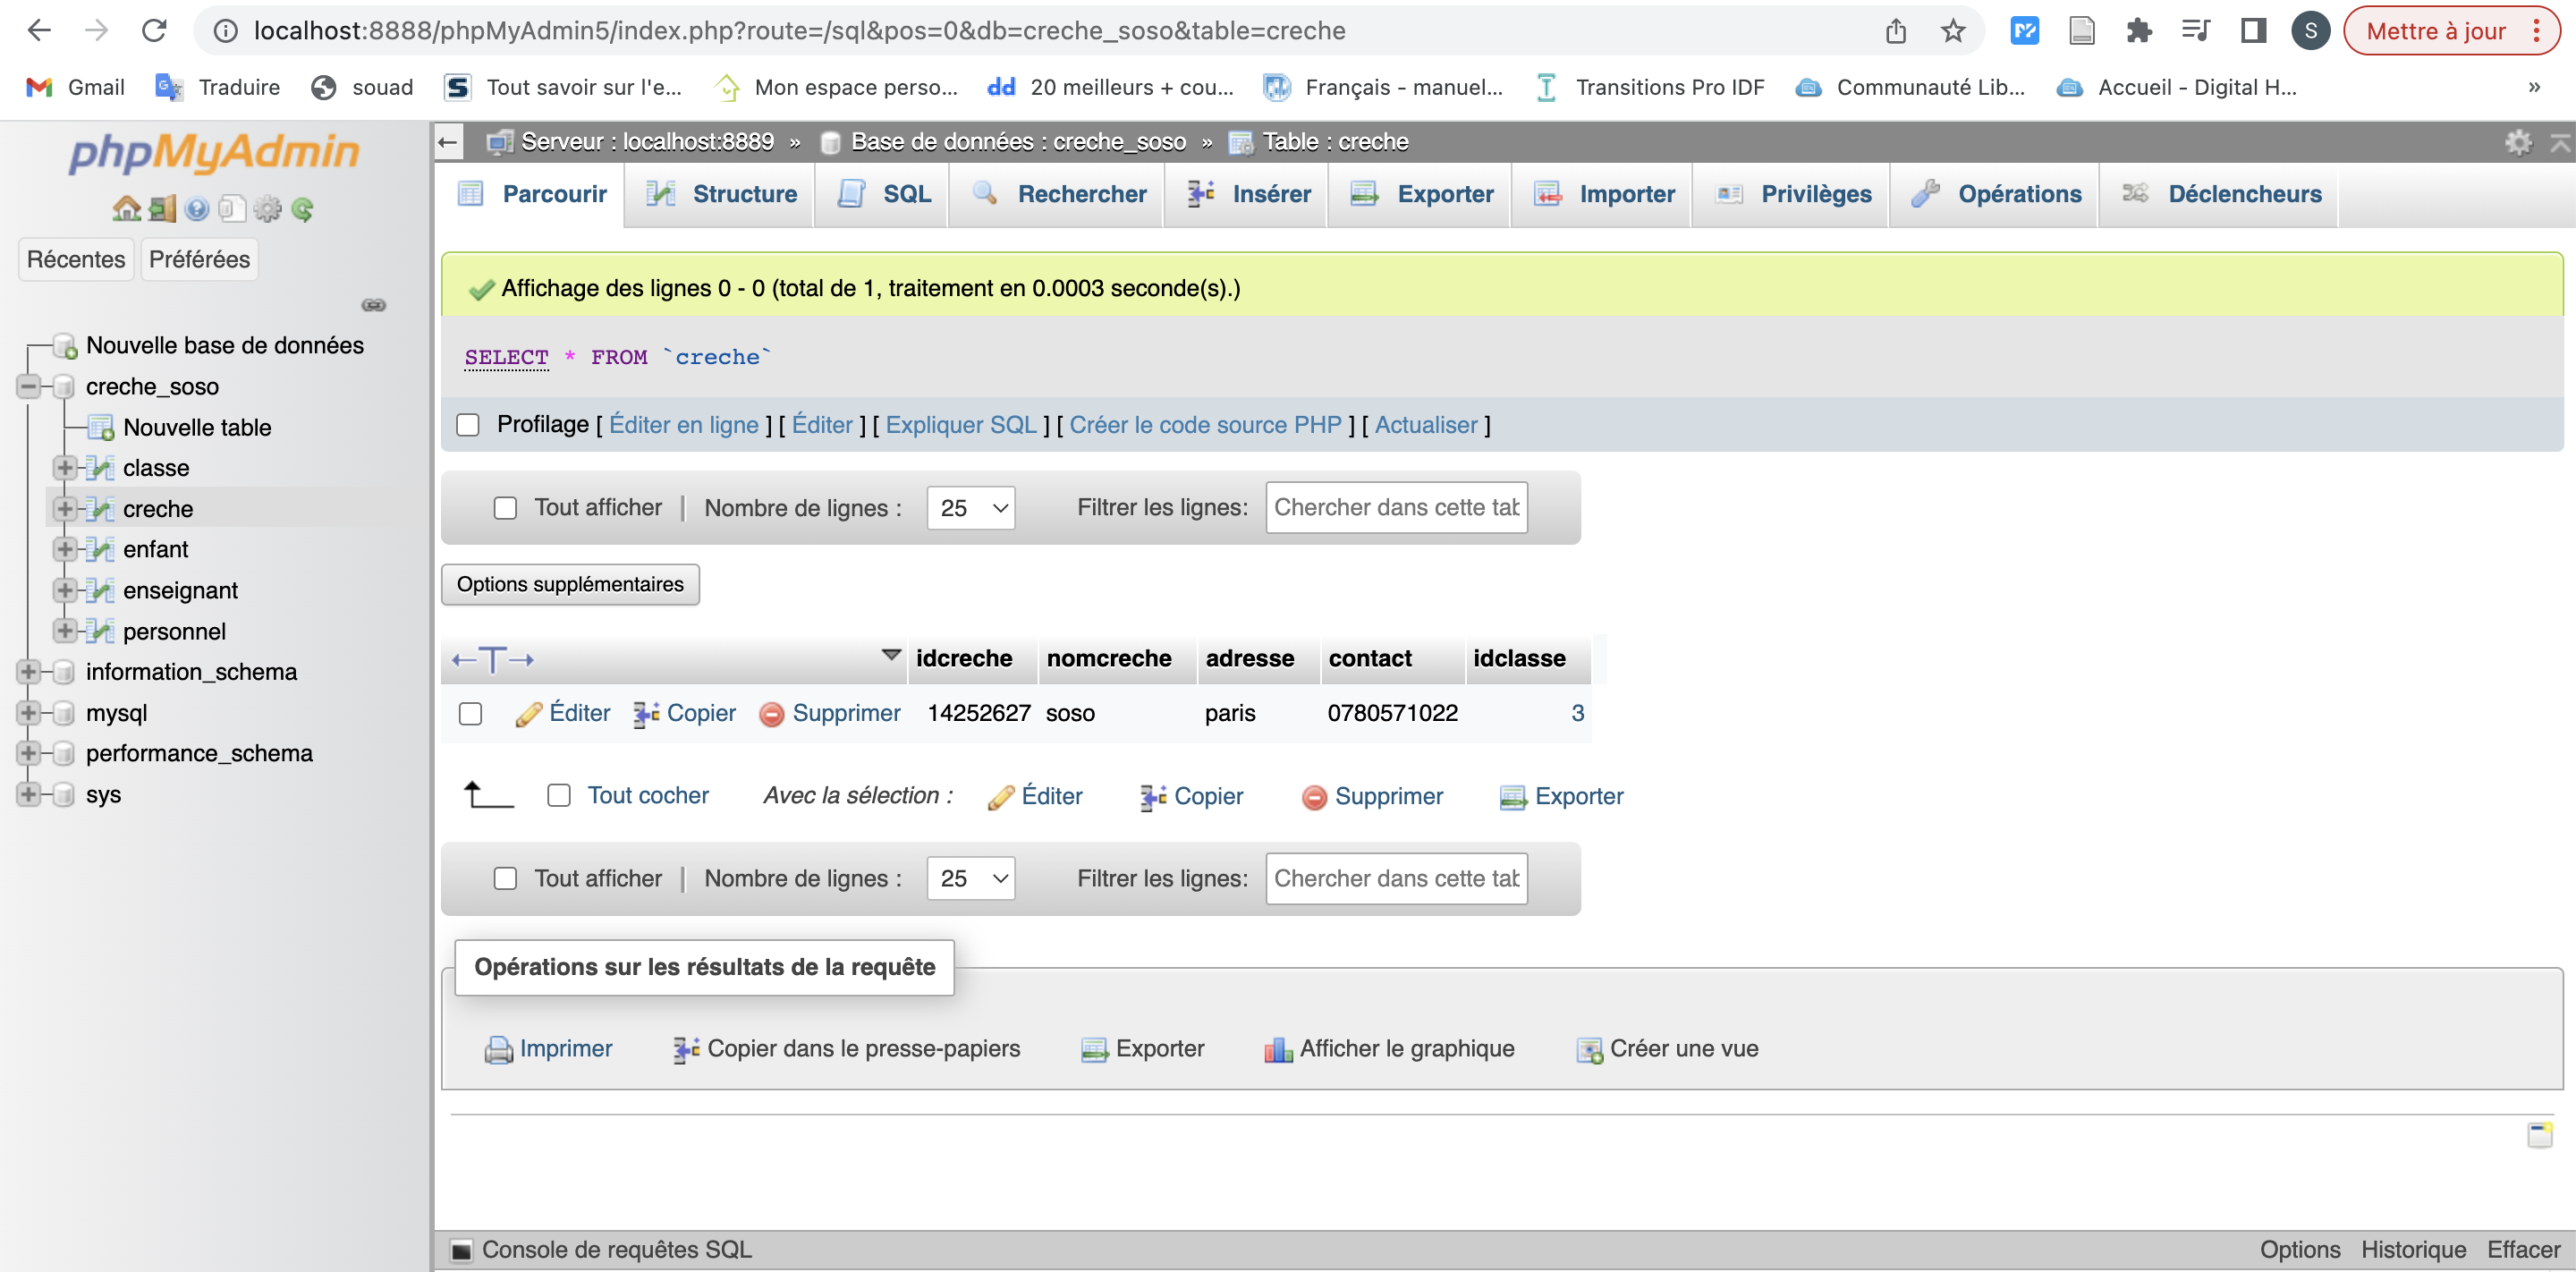 localhost:8888/phpMyAdmin5/index.php?route=/sql&pos=0&db=creche_soso&table=creche
S
Mettre à jour
Gmail
Traduire
souad
Tout savoir sur l'e...
Mon espace perso...
dd 20 meilleurs + cou...
Français - manuel...
Transitions Pro IDF
Communauté Lib...
Accueil - Digital H...
»
phpMyAdmin
Récentes
Préférées
Nouvelle base de données
creche_soso
Nouvelle table
classe
creche
enfant
enseignant
personnel
information_schema
mysql
performance_schema
sys
Serveur : localhost:8889 » Base de données : creche_soso » Table : creche
Parcourir
Structure
SQL
Rechercher
Insérer
Exporter
Importer
Privilèges
Opérations
Déclencheurs
Affichage des lignes 0 - 0 (total de 1, traitement en 0.0003 seconde(s).)
SELECT * FROM `creche`
Profilage [ Éditer en ligne ] [ Éditer ] [ Expliquer SQL ] [ Créer le code source PHP ] [ Actualiser ]
Tout afficher | Nombre de lignes : 25 Filtrer les lignes: Chercher dans cette tab
Options supplémentaires
←T→ idcreche nomcreche adresse contact idclasse
Éditer Copier Supprimer 14252627 soso paris 0780571022 3
Tout cocher Avec la sélection : Éditer Copier Supprimer Exporter
Tout afficher | Nombre de lignes : 25 Filtrer les lignes: Chercher dans cette tab
Opérations sur les résultats de la requête
Imprimer Copier dans le presse-papiers Exporter Afficher le graphique Créer une vue
Console de requêtes SQL
Options Historique Effacer